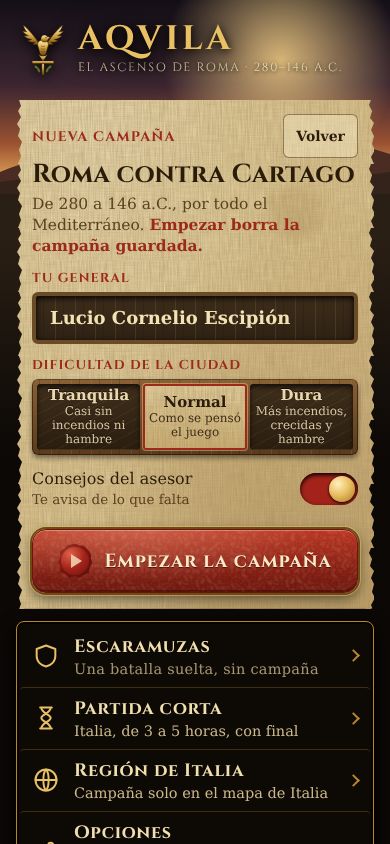 AQVILA
EL ASCENSO DE ROMA · 280–146 A.C.
NUEVA CAMPAÑA
Volver
ROMA CONTRA CARTAGO
De 280 a 146 a.C., por todo el
Mediterráneo. Empezar borra la
campaña guardada.
TU GENERAL
Lucio Cornelio Escipión
DIFICULTAD DE LA CIUDAD
Tranquila
Casi sin
incendios ni
hambre
Normal
Como se pensó
el juego
Dura
Más incendios,
crecidas y
hambre
Consejos del asesor
Te avisa de lo que falta
EMPEZAR LA CAMPAÑA
ESCARAMUZAS
Una batalla suelta, sin campaña
PARTIDA CORTA
Italia, de 3 a 5 horas, con final
REGIÓN DE ITALIA
Campaña solo en el mapa de Italia
OPCIONES